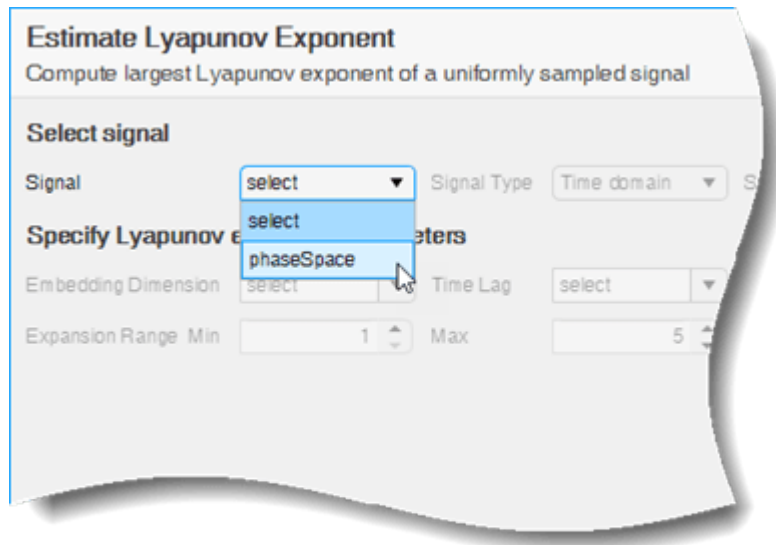 Estimate Lyapunov Exponent
Compute largest Lyapunov exponent of a uniformly sampled signal
Select signal
Signal select Signal Type Time domain
select
Specify Lyapunov
phaseSpace
Embedding Dimension select Time Lag select
Expansion Range Min 1 Max 5